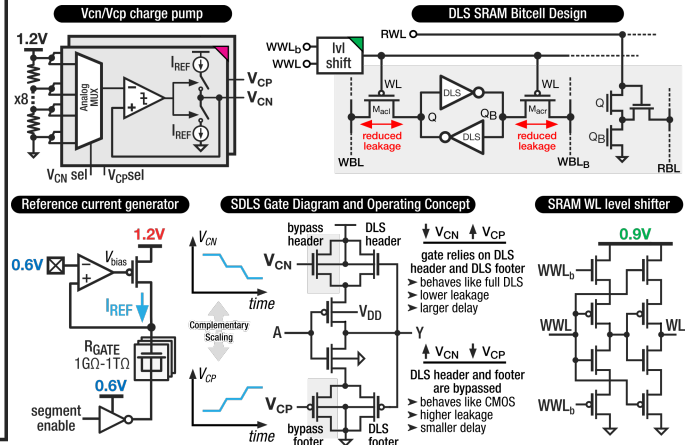 Vcn/Vcp charge pump
1.2V
x8
Analog
MUX
IREF
IREF
VCP
VCN
VCN sel
VCPsel
DLS SRAM Bitcell Design
RWL
WWLb
WWL
lvl
shift
WL
WL
Macl
Macr
DLS
DLS
Q
QB
reduced
leakage
reduced
leakage
WBL
WBLB
Q
QB
RBL
Reference current generator
1.2V
0.6V
Vbias
IREF
RGATE
1GΩ-1TΩ
0.6V
segment
enable
SDLS Gate Diagram and Operating Concept
VCN
time
Complementary
Scaling
VCP
time
bypass
header
DLS
header
VCN
VDD
A
Y
VCP
bypass
footer
DLS
footer
VCN VCP
gate relies on DLS
header and DLS footer
➤ behaves like full DLS
➤ lower leakage
➤ larger delay
VCN VCP
DLS header and footer
are bypassed
➤ behaves like CMOS
➤ higher leakage
➤ smaller delay
SRAM WL level shifter
0.9V
WWLb
WWL
WL
WWLb